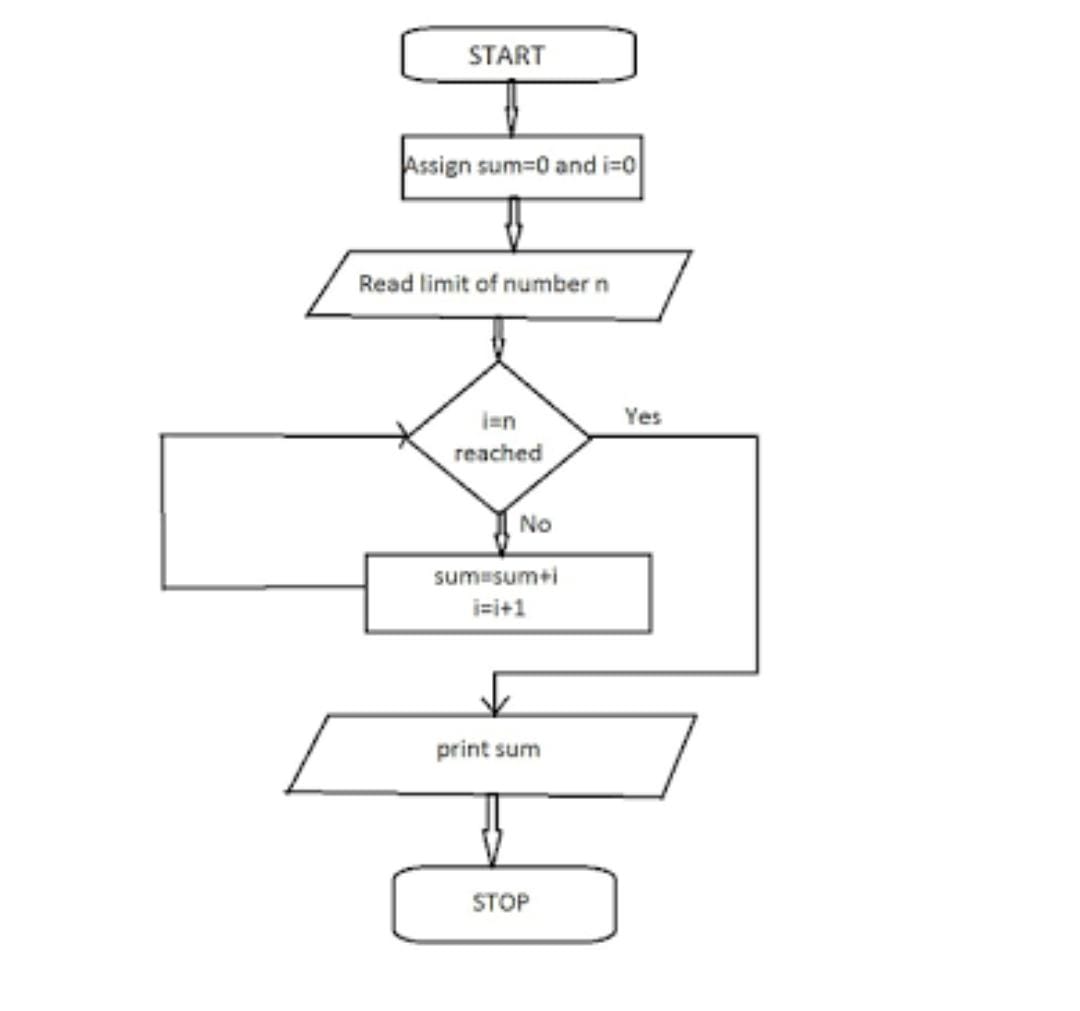 START
Assign sum=0 and i=0
Read limit of number n
i=n
reached
Yes
No
sum=sum+i
i=i+1
print sum
STOP